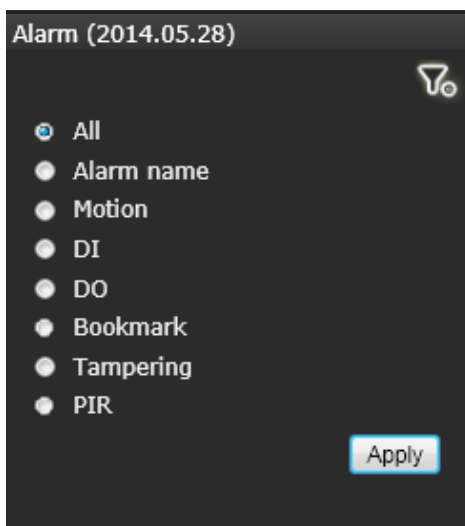 Alarm (2014.05.28)
All
Alarm name
Motion
DI
DO
Bookmark
Tampering
PIR
Apply